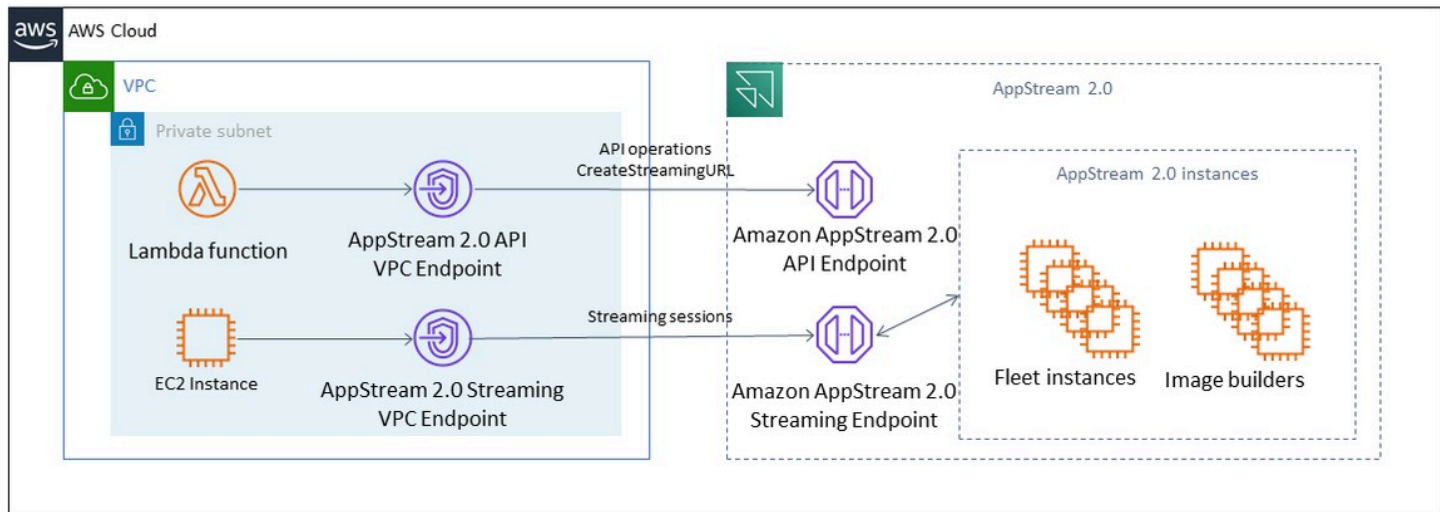 aws
AWS Cloud
VPC
Private subnet
Lambda function
AppStream 2.0 API
VPC Endpoint
EC2 Instance
AppStream 2.0 Streaming
VPC Endpoint
API operations
CreateStreamingURL
Streaming sessions
AppStream 2.0
Amazon AppStream 2.0
API Endpoint
Amazon AppStream 2.0
Streaming Endpoint
AppStream 2.0 instances
Fleet instances
Image builders